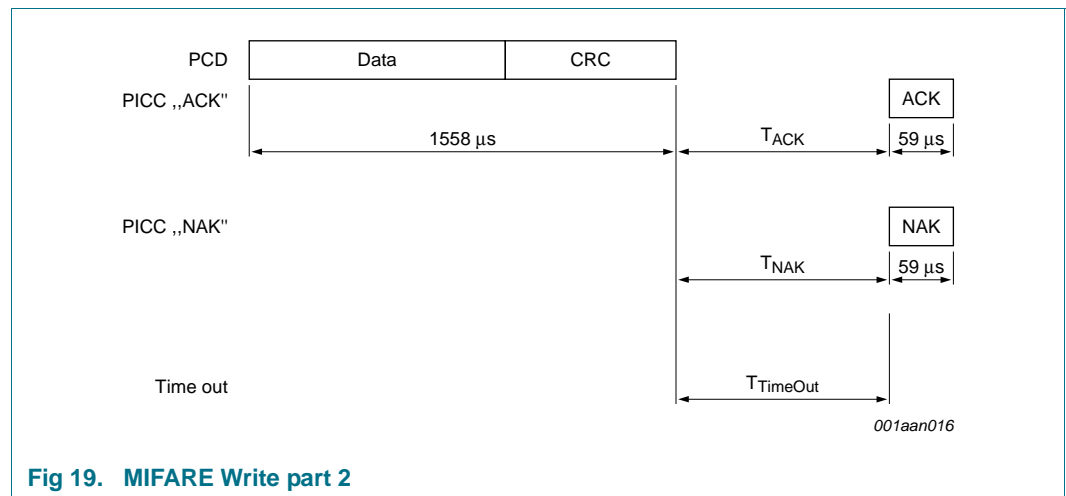 PCD Data CRC
PICC ,,ACK" ACK
1558 µs TACK 59 µs
PICC ,,NAK" NAK
TNAK 59 µs
Time out TTimeOut
001aan016
Fig 19. MIFARE Write part 2